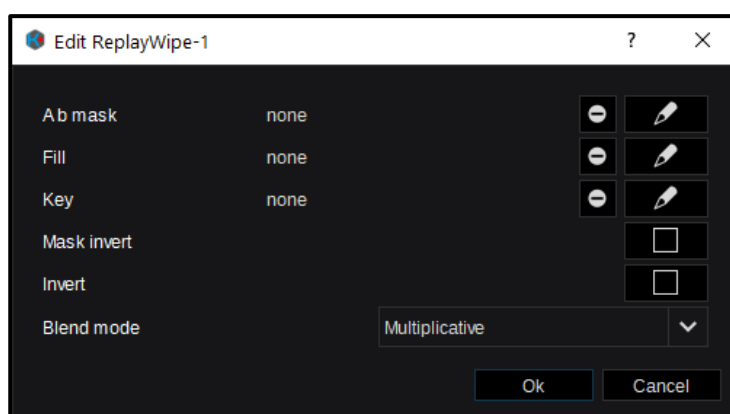 Edit ReplayWipe-1 ?
Ab mask none
Fill none
Key none
Mask invert
Invert
Blend mode Multiplicative
Ok Cancel